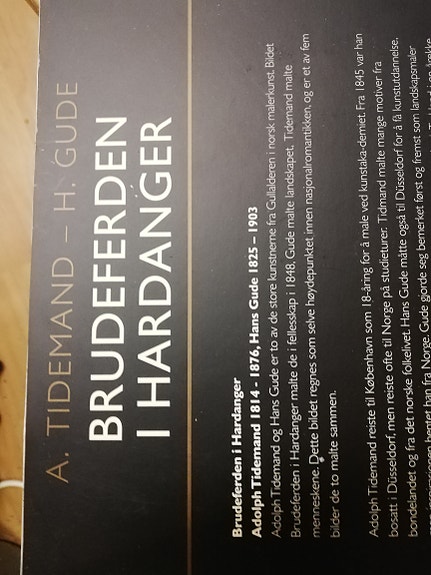 A. TIDEMAND – H. GUDE
BRUDEFERDEN
I HARDANGER
Brudeferden i Hardanger
Adolph Tidemand 1814 - 1876, Hans Gude 1825 – 1903
Adolph Tidemand og Hans Gude er to av de store kunstnerne fra Gullalderen i norsk malerkunst. Bildet
Brudeferden i Hardanger malte de i fellesskap i 1848. Gude malte landskapet, Tidemand malte
menneskene. Dette bildet regnes som selve høydepunktet innen nasjonalromantikken, og er et av fem
bilder de to malte sammen.
Adolph Tidemand reiste til København som 18-åring for å male ved kunstaka-demiet. Fra 1845 var han
bosatt i Düsseldorf, men reiste ofte til Norge på studieturer. Tidmand malte mange motiver fra
bondelandet og fra det norske folkelivet. Hans Gude måtte også til Düsseldorf for å få kunstutdannelse,
inspirasjonen hentet han fra Norge. Gude gjorde seg bemerket først og fremst som landskapsmaler